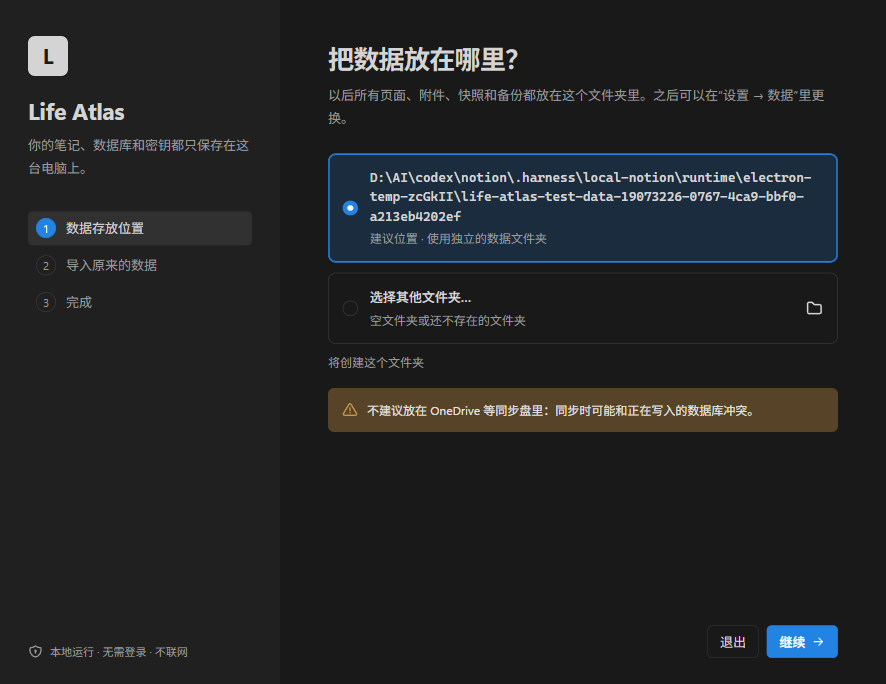 L
Life Atlas
你的笔记、数据库和密钥都只保存在这
台电脑上。
1 数据存放位置
2 导入原来的数据
3 完成
本地运行 · 无需登录 · 不联网
把数据放在哪里?
以后所有页面、附件、快照和备份都放在这个文件夹里。之后可以在“设置 → 数据”里更
换。
D:\AI\codex\notion\.harness\local-notion\runtime\electron-
temp-zcGkII\life-atlas-test-data-19073226-0767-4ca9-bbf0-
a213eb4202ef
建议位置 · 使用独立的数据文件夹
选择其他文件夹...
空文件夹或还不存在的文件夹
将创建这个文件夹
不建议放在 OneDrive 等同步盘里：同步时可能和正在写入的数据库冲突。
退出
继续 →